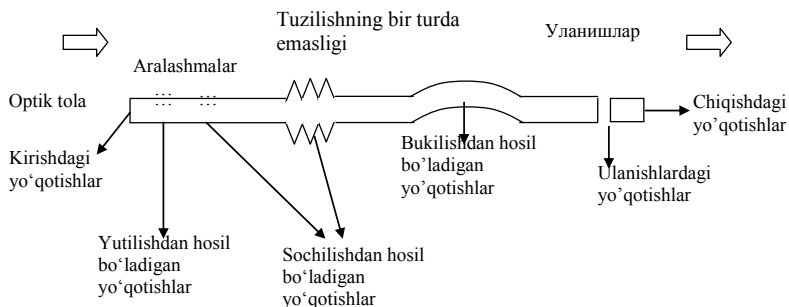 Tuzilishning bir turda
emasligi
Уланишлар
Aralashmalar
Optik tola
Chiqishdagi
yo’qotishlar
Kirishdagi
yo‘qotishlar
Bukilishdan hosil
bo’ladigan
yo’qotishlar
Ulanishlardagi
yo’qotishlar
Yutilishdan hosil
bo‘ladigan
yo‘qotishlar
Sochilishdan hosil
bo‘ladigan
yo‘qotishlar